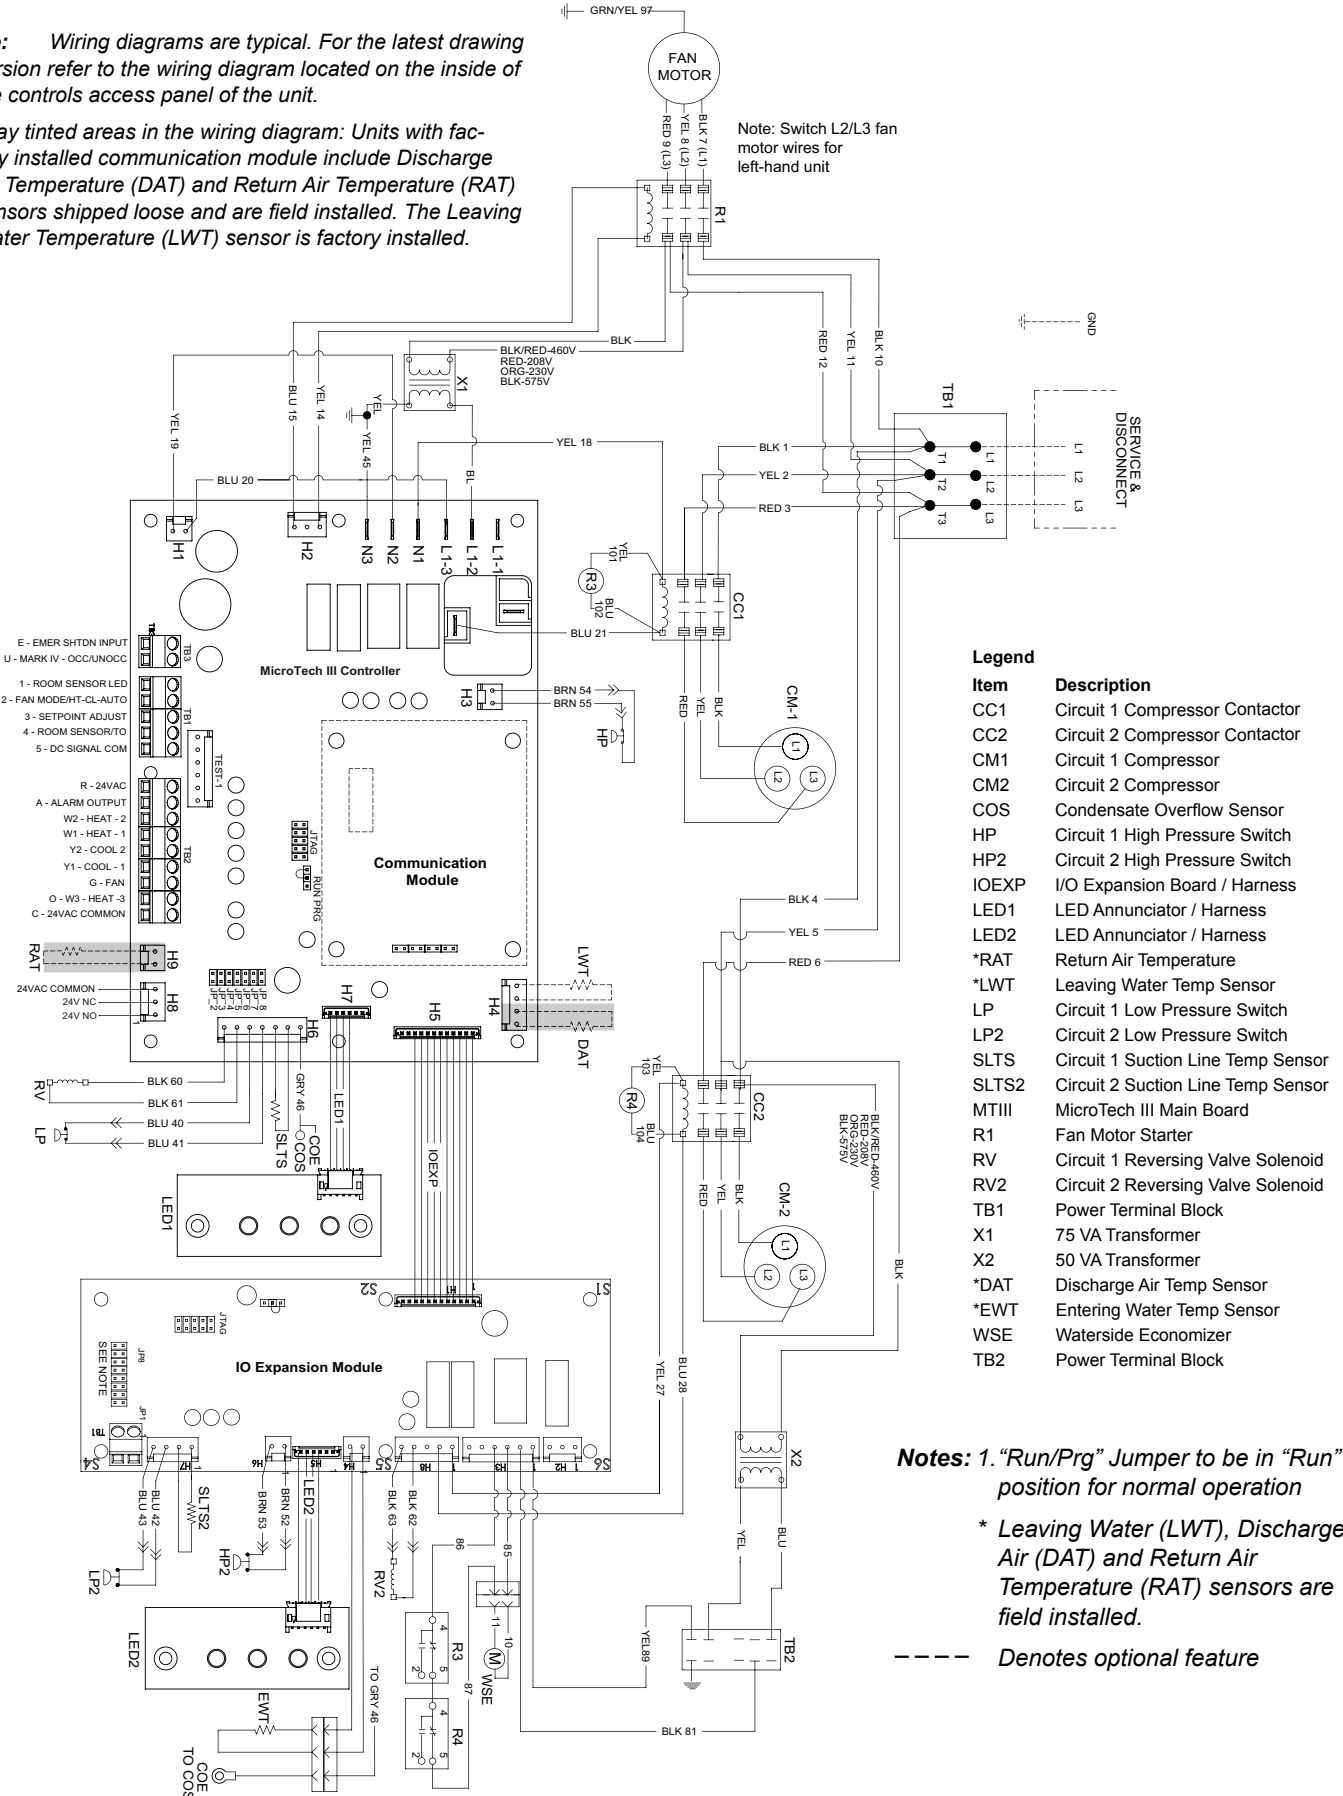 GRN/YEL 97
e: Wiring diagrams are typical. For the latest drawing
rsion refer to the wiring diagram located on the inside of
e controls access panel of the unit.
ay tinted areas in the wiring diagram: Units with fac-
y installed communication module include Discharge
Temperature (DAT) and Return Air Temperature (RAT)
nsors shipped loose and are field installed. The Leaving
ater Temperature (LWT) sensor is factory installed.
FAN
MOTOR
RED 9 (L3)
YEL 8 (L2)
BLK 7 (L1)
Note: Switch L2/L3 fan
motor wires for
left-hand unit
R1
GND
BLK
BLK/RED-460V
RED-208V
ORG-230V
BLK-575V
X1
RED 12
YEL 11
BLK 10
TB1
SERVICE &
DISCONNECT
L1
L2
L3
T1
T2
T3
L1
L2
L3
YEL 19
BLU 15
YEL 14
YEL
YEL 45
BL
YEL 18
BLU 20
BLK 1
YEL 2
RED 3
H1
H2
N3
N2
N1
L1-3
L1-2
L1-1
YEL
101
R3
BLU
102
CC1
BLU 21
E - EMER SHTDN INPUT
U - MARK IV - OCC/UNOCC
TB3
1 - ROOM SENSOR LED
2 - FAN MODE/HT-CL-AUTO
3 - SETPOINT ADJUST
4 - ROOM SENSOR/TO
5 - DC SIGNAL COM
TB1
TEST-1
R - 24VAC
A - ALARM OUTPUT
W2 - HEAT - 2
W1 - HEAT - 1
Y2 - COOL 2
Y1 - COOL - 1
G - FAN
O - W3 - HEAT -3
C - 24VAC COMMON
TB2
MicroTech III Controller
H3
BRN 54
BRN 55
HP
RED
YEL
BLK
CM-1
L1
L2
L3
JTAG
RUN PRG
Communication
Module
RAT
H9
24VAC COMMON
24V NC
24V NO
H8
1
JP_2
JP_3
JP_4
JP_5
JP_6
JP_7
JP_8
H6
H7
H5
H4
LWT
DAT
BLK 4
YEL 5
RED 6
RV
BLK 60
BLK 61
LP
BLU 40
BLU 41
SLTS
GRY 46
COE
COS
LED1
IOEXP
LED1
YEL
103
R4
BLU
104
CC2
BLK/RED-460V
RED-208V
ORG-230V
BLK-575V
RED
YEL
BLK
CM-2
L1
L2
L3
BLK
Legend
Item Description
CC1 Circuit 1 Compressor Contactor
CC2 Circuit 2 Compressor Contactor
CM1 Circuit 1 Compressor
CM2 Circuit 2 Compressor
COS Condensate Overflow Sensor
HP Circuit 1 High Pressure Switch
HP2 Circuit 2 High Pressure Switch
IOEXP I/O Expansion Board / Harness
LED1 LED Annunciator / Harness
LED2 LED Annunciator / Harness
*RAT Return Air Temperature
*LWT Leaving Water Temp Sensor
LP Circuit 1 Low Pressure Switch
LP2 Circuit 2 Low Pressure Switch
SLTS Circuit 1 Suction Line Temp Sensor
SLTS2 Circuit 2 Suction Line Temp Sensor
MTIII MicroTech III Main Board
R1 Fan Motor Starter
RV Circuit 1 Reversing Valve Solenoid
RV2 Circuit 2 Reversing Valve Solenoid
TB1 Power Terminal Block
X1 75 VA Transformer
X2 50 VA Transformer
*DAT Discharge Air Temp Sensor
*EWT Entering Water Temp Sensor
WSE Waterside Economizer
TB2 Power Terminal Block
S2
H1
1
S1
JTAG
JP8
SEE NOTE
IO Expansion Module
JP1
TB1
S4
H7
1
H6
1
H5
1
H4
1
S5
H8
1
H3
1
H2
1
S6
YEL 27
BLU 28
BLU 43
BLU 42
SLTS2
BRN 53
BRN 52
LED2
BLK 63
BLK 62
86
85
LP2
HP2
RV2
X2
YEL
BLU
11
10
M
WSE
YEL89
TB2
LED2
R3
4
2
5
87
R4
4
2
5
EWT
TO GRY 46
BLK 81
COE
TO COS
Notes: 1. “Run/Prg” Jumper to be in “Run”
position for normal operation
* Leaving Water (LWT), Discharge
Air (DAT) and Return Air
Temperature (RAT) sensors are
field installed.
Denotes optional feature